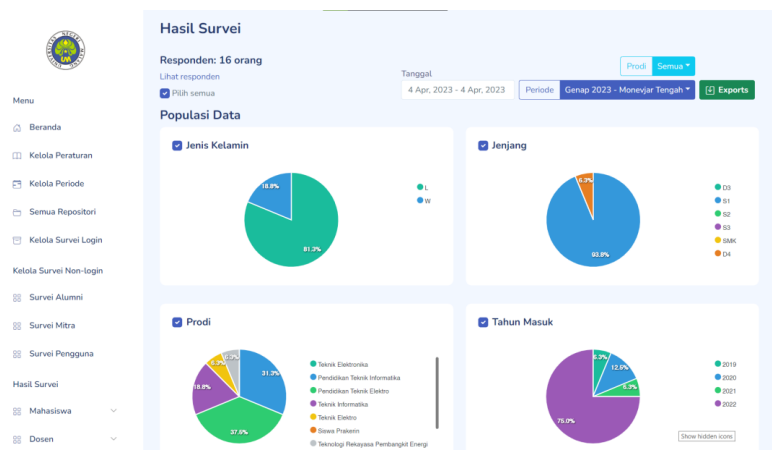 UNIVERSITAS NEGERI MALANG
UM
Menu
Beranda
Kelola Peraturan
Kelola Periode
Semua Repositori
Kelola Survei Login
Kelola Survei Non-login
Survei Alumni
Survei Mitra
Survei Pengguna
Hasil Survei
Mahasiswa
Dosen
Hasil Survei
Responden: 16 orang
Lihat responden
Pilih semua
Tanggal
4 Apr, 2023 - 4 Apr, 2023
Prodi Semua
Periode Genap 2023 - Monevjar Tengah
Exports
Populasi Data
Jenis Kelamin
18.8%
81.3%
L
W
Jenjang
6.3%
93.8%
D3
S1
S2
S3
SMK
D4
Prodi
6.3%
6.3%
31.3%
18.8%
37.5%
Teknik Elektronika
Pendidikan Teknik Informatika
Pendidikan Teknik Elektro
Teknik Informatika
Teknik Elektro
Siswa Prakerin
Teknologi Rekayasa Pembangkit Energi
Tahun Masuk
6.3%
12.5%
6.3%
75.0%
2019
2020
2021
2022
Show hidden icons